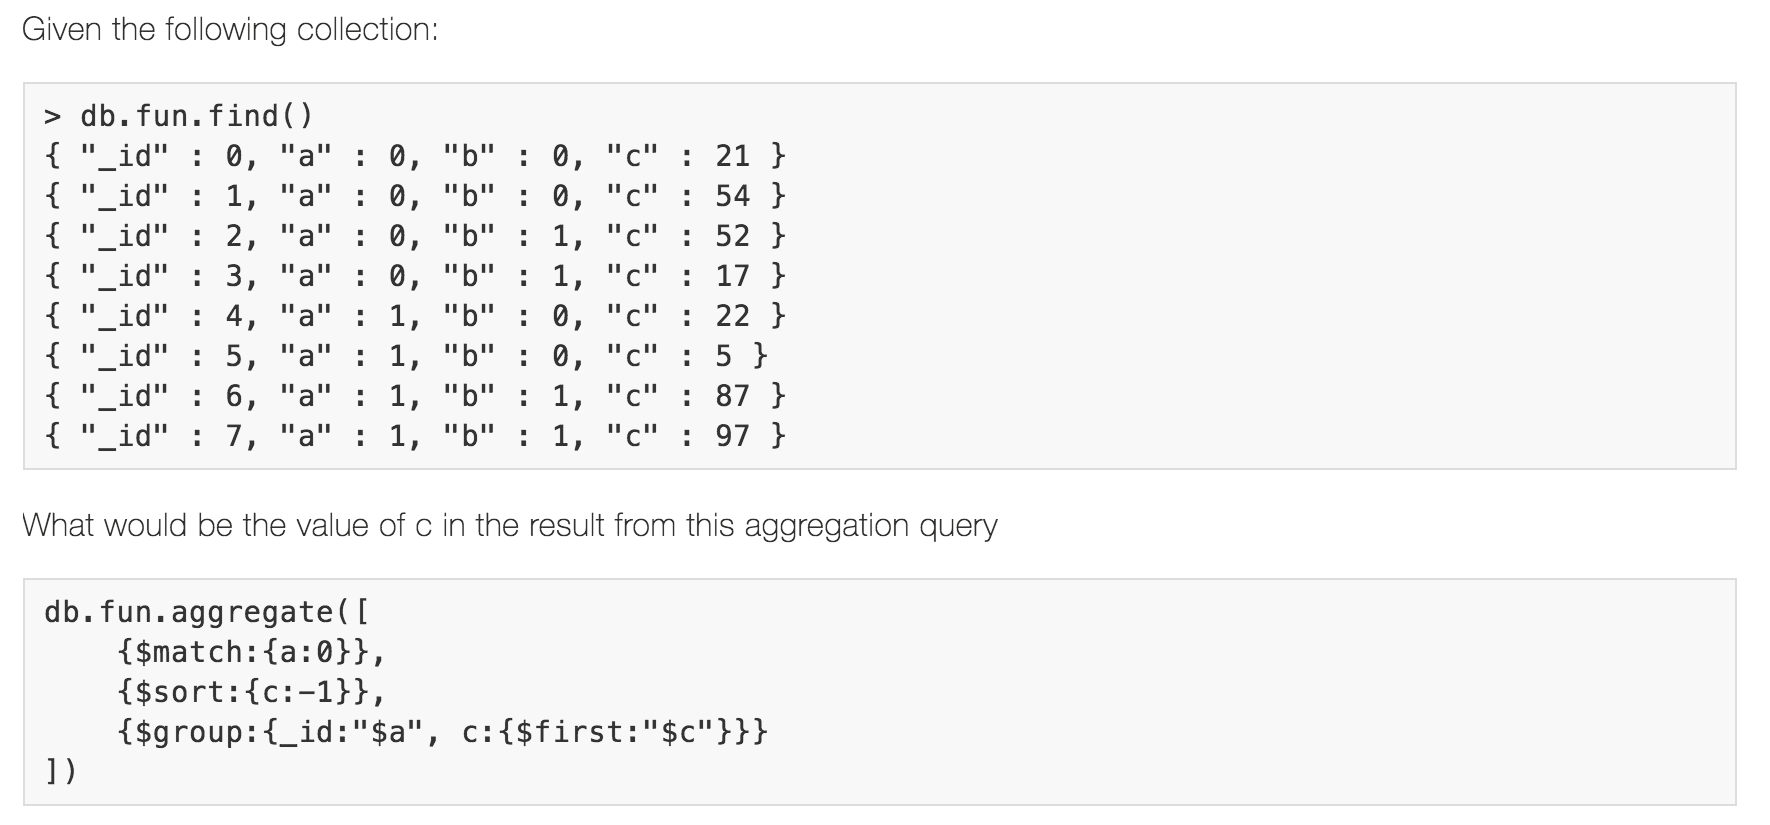 Given the following collection:
> db.fun.find()
{ "_id" : 0, "a" : 0, "b" : 0, "c" : 21 }
{ "_id" : 1, "a" : 0, "b" : 0, "c" : 54 }
{ "_id" : 2, "a" : 0, "b" : 1, "c" : 52 }
{ "_id" : 3, "a" : 0, "b" : 1, "c" : 17 }
{ "_id" : 4, "a" : 1, "b" : 0, "c" : 22 }
{ "_id" : 5, "a" : 1, "b" : 0, "c" : 5 }
{ "_id" : 6, "a" : 1, "b" : 1, "c" : 87 }
{ "_id" : 7, "a" : 1, "b" : 1, "c" : 97 }
What would be the value of c in the result from this aggregation query
db.fun.aggregate([
    {$match:{a:0}},
    {$sort:{c:-1}},
    {$group:{_id:"$a", c:{$first:"$c"}}}
])